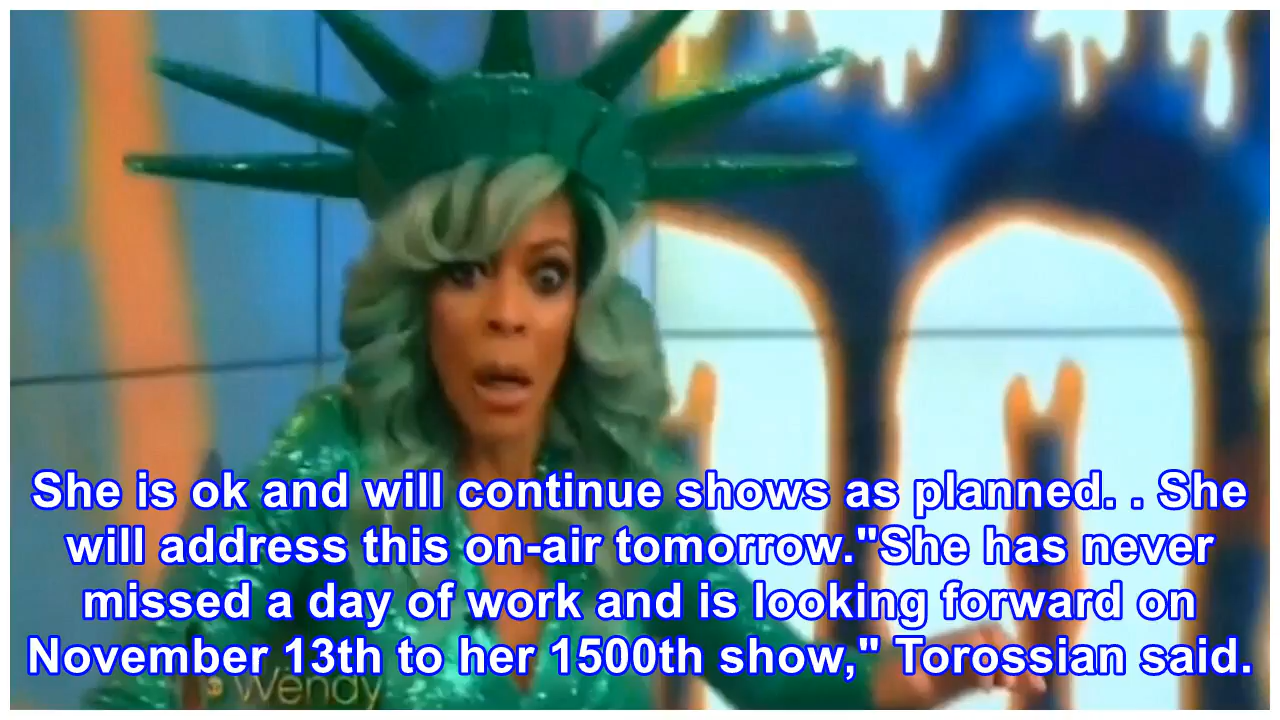 She is ok and will continue shows as planned. . She
will address this on-air tomorrow."She has never
missed a day of work and is looking forward on
November 13th to her 1500th show," Torossian said.
Wendy